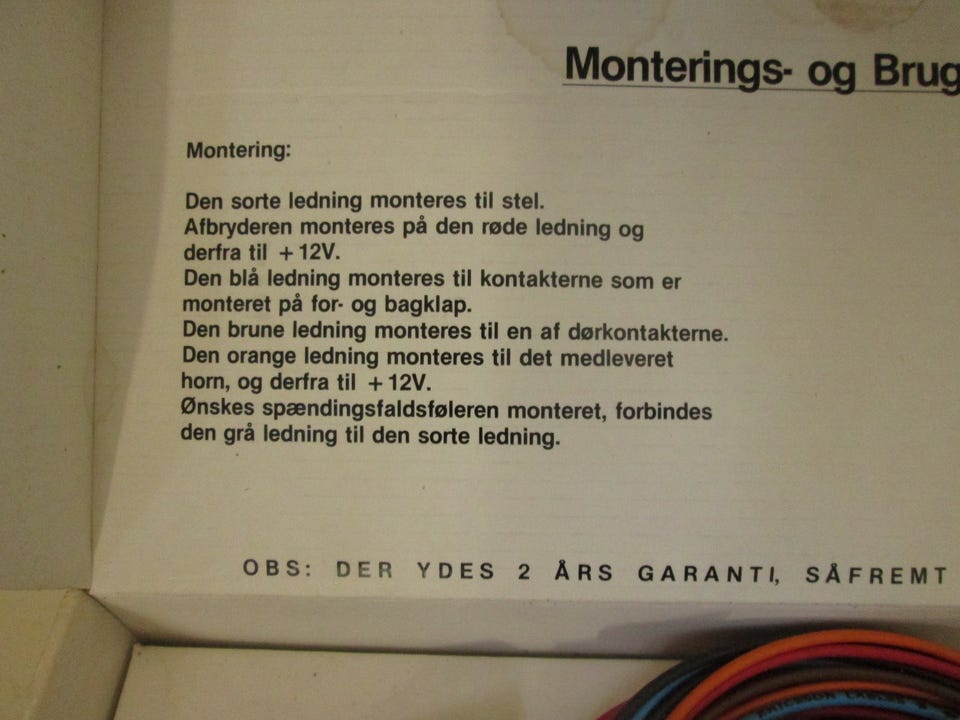 Monterings- og Brug
Montering:
Den sorte ledning monteres til stel.
Afbryderen monteres på den røde ledning og
derfra til +12V.
Den blå ledning monteres til kontakterne som er
monteret på for- og bagklap.
Den brune ledning monteres til en af dørkontakterne.
Den orange ledning monteres til det medleveret
horn, og derfra til +12V.
Ønskes spændingsfaldsføleren monteret, forbindes
den grå ledning til den sorte ledning.
OBS: DER YDES 2 ÅRS GARANTI, SÅFREMT